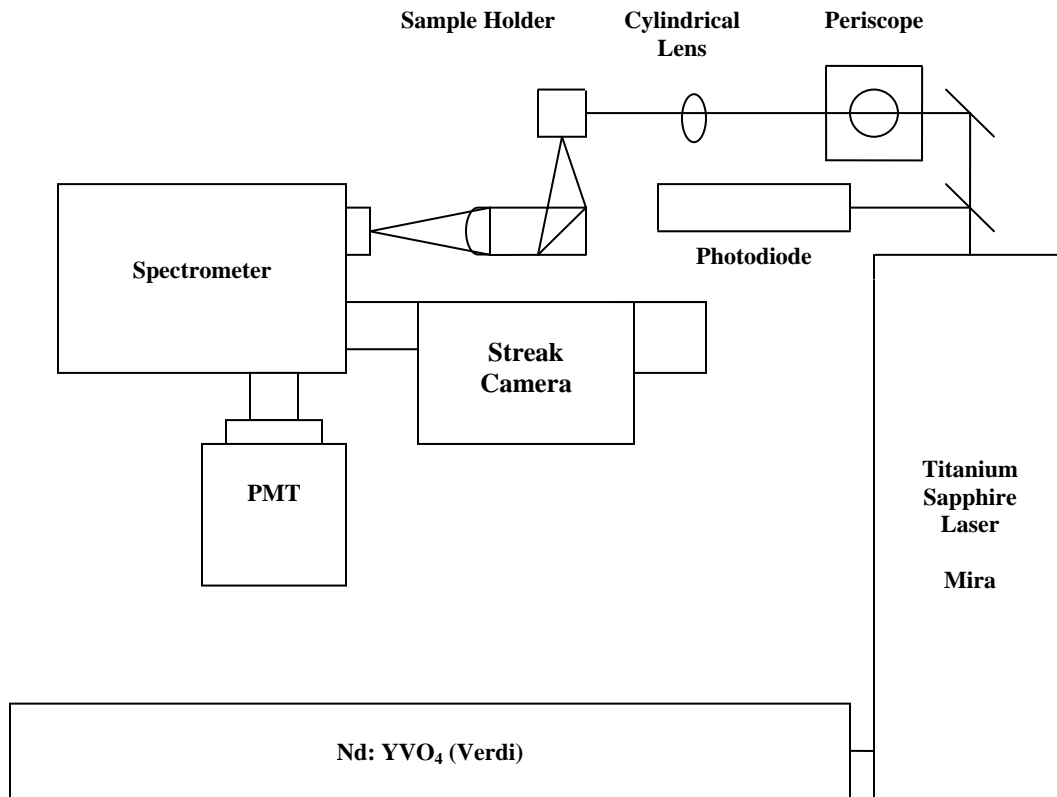 Sample Holder
Cylindrical
Lens
Periscope
Photodiode
Spectrometer
Streak
Camera
PMT
Titanium
Sapphire
Laser
Mira
Nd: YVO₄ (Verdi)